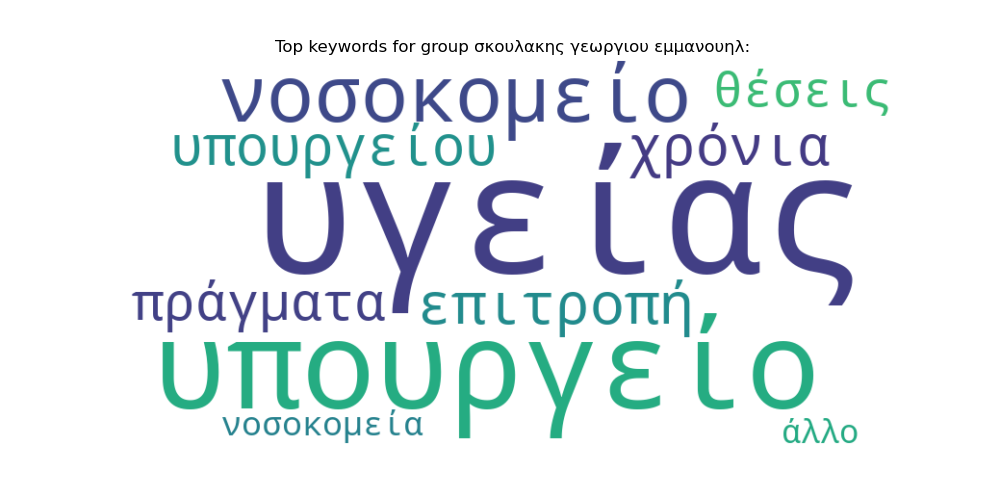 Top keywords for group σκουλακης γεωργιου εμμανουηλ:
νοσοκομείο θέσεις
υπουργείου χρόνια
υγείας
πράγματα επιτροπή
υπουργείο
νοσοκομεία άλλο